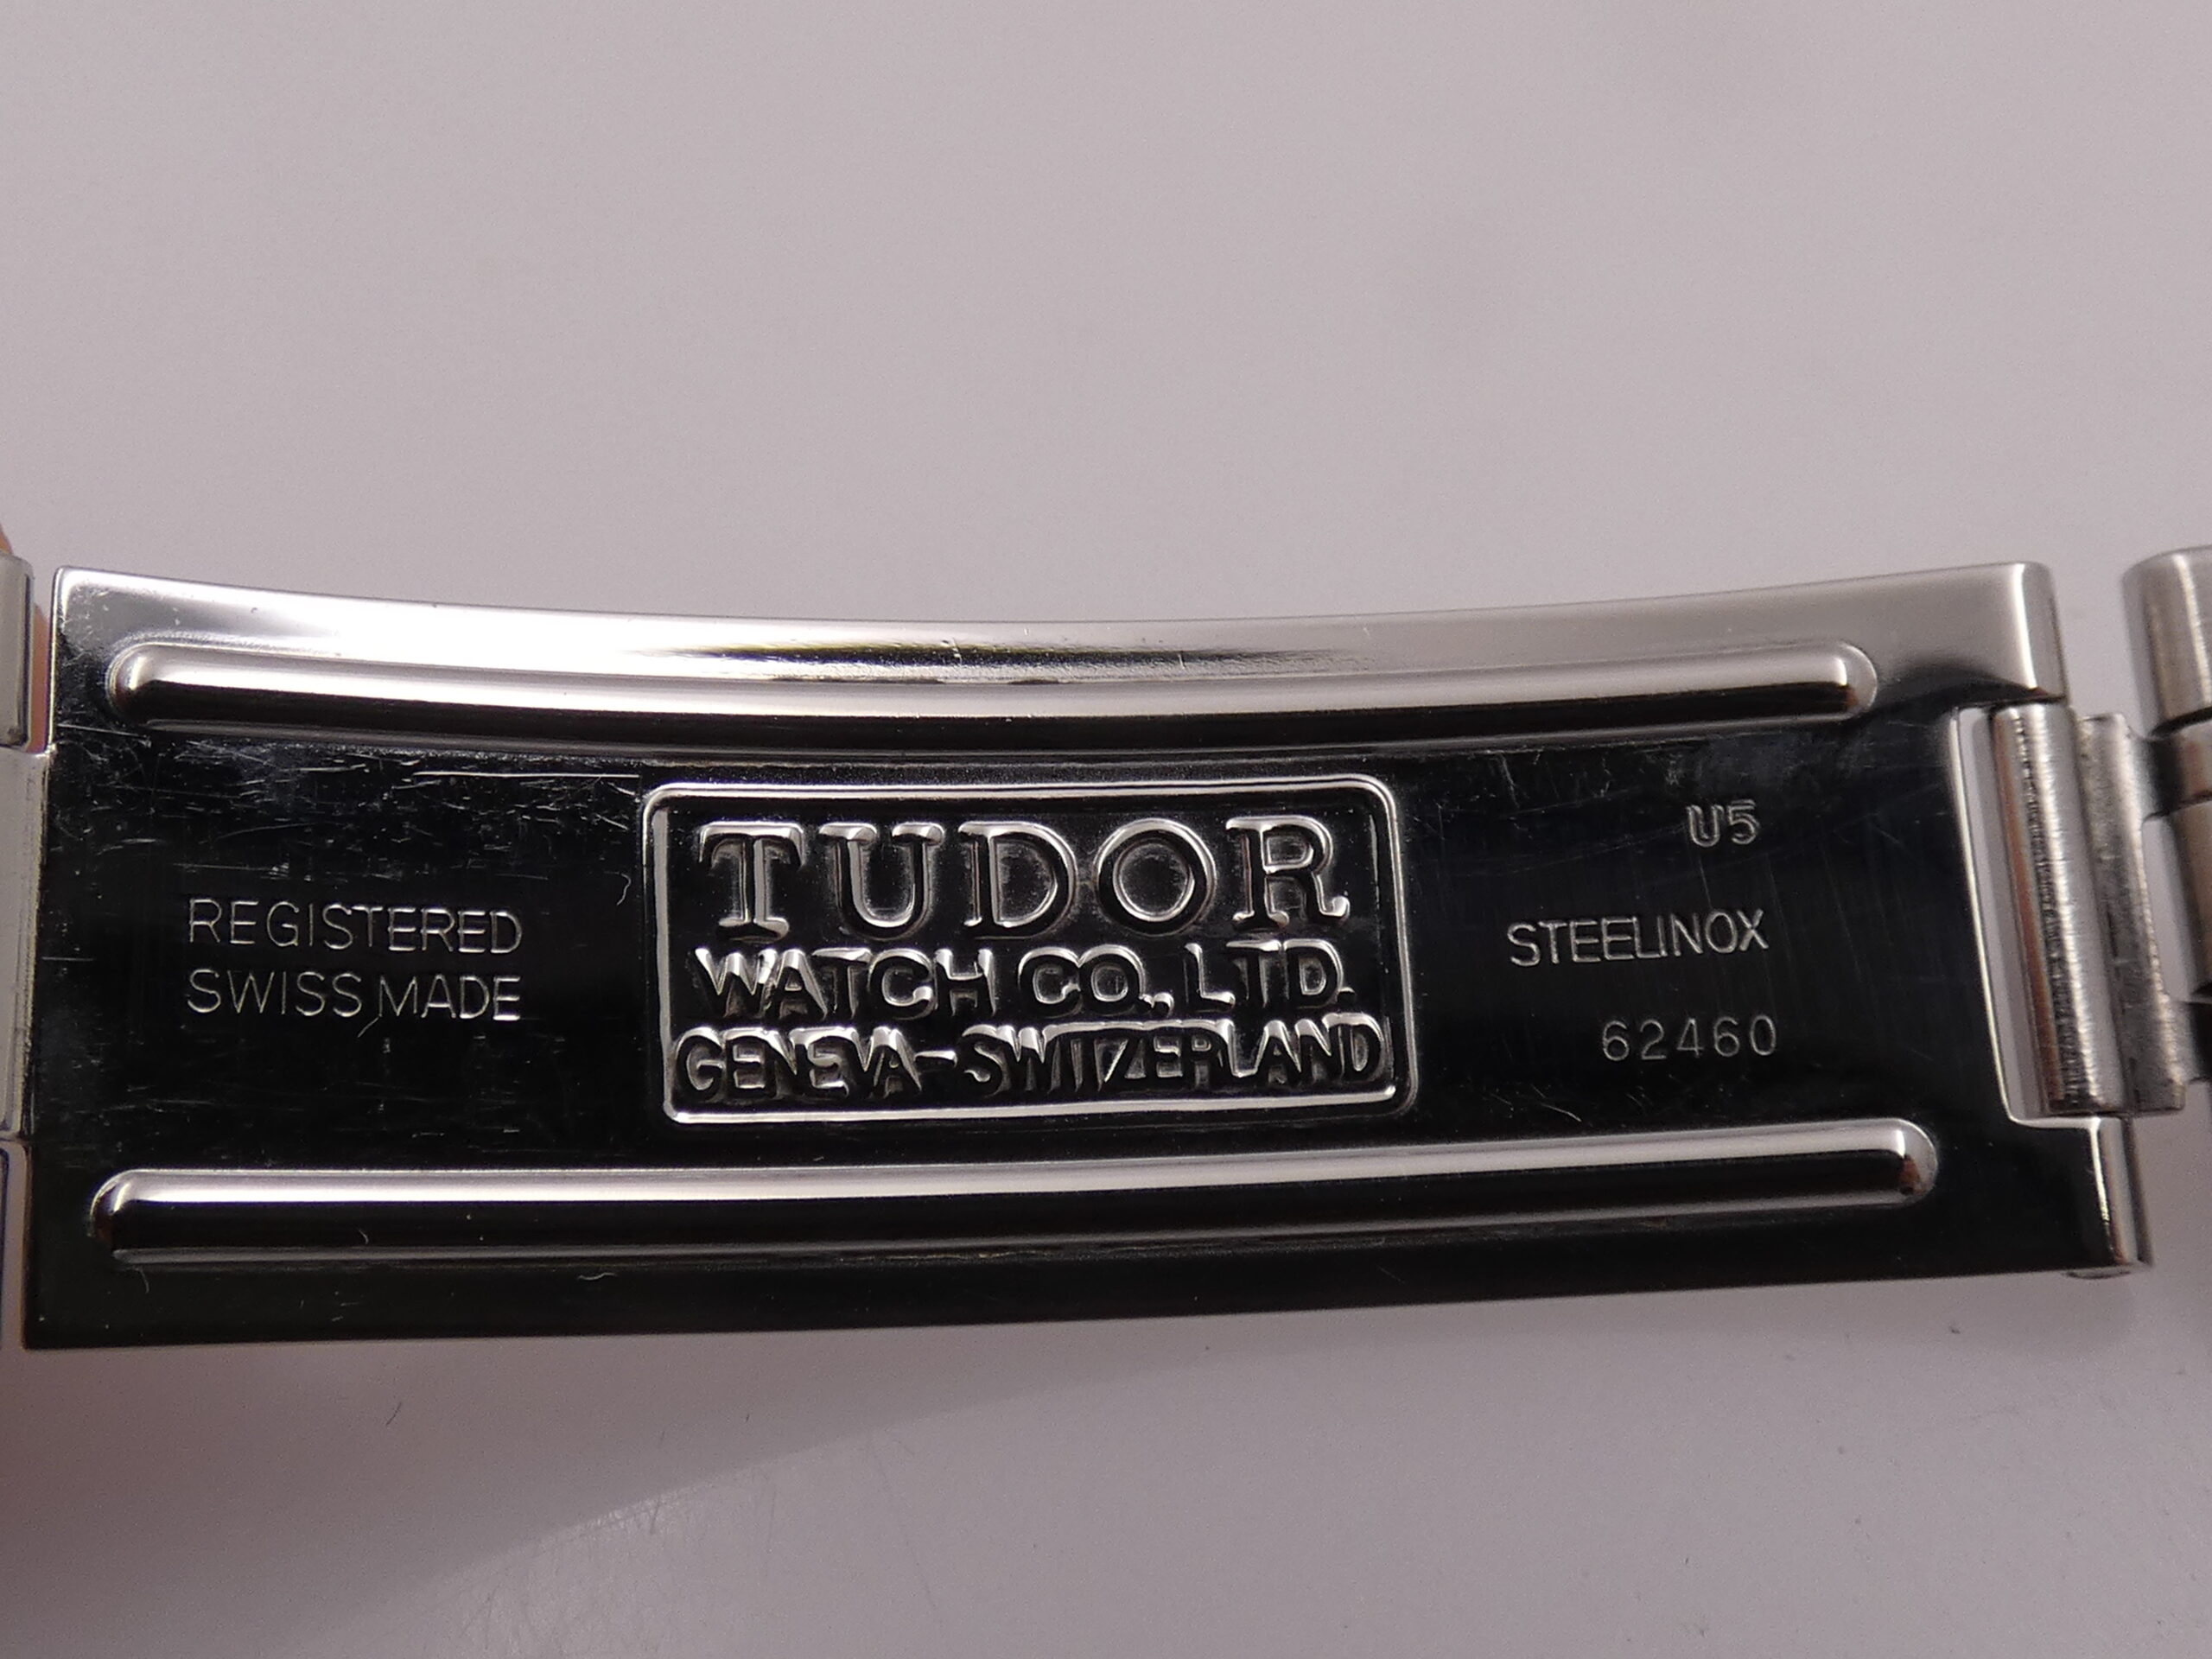 REGISTERED
SWISS MADE
TUDOR
WATCH CO., LTD.
GENEVA-SWITZERLAND
U5
STEELINOX
62460